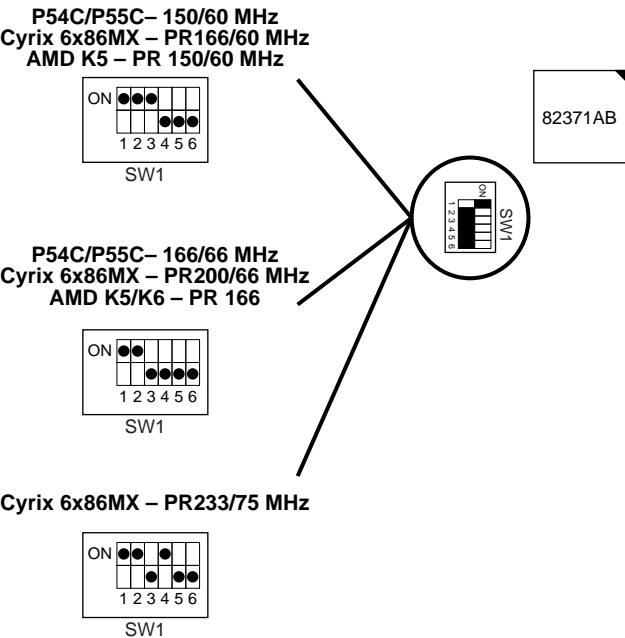 P54C/P55C– 150/60 MHz
Cyrix 6x86MX – PR166/60 MHz
AMD K5 – PR 150/60 MHz
ON
1 2 3 4 5 6
SW1
82371AB
ON
1 2 3 4 5 6
SW1
P54C/P55C– 166/66 MHz
Cyrix 6x86MX – PR200/66 MHz
AMD K5/K6 – PR 166
ON
1 2 3 4 5 6
SW1
Cyrix 6x86MX – PR233/75 MHz
ON
1 2 3 4 5 6
SW1